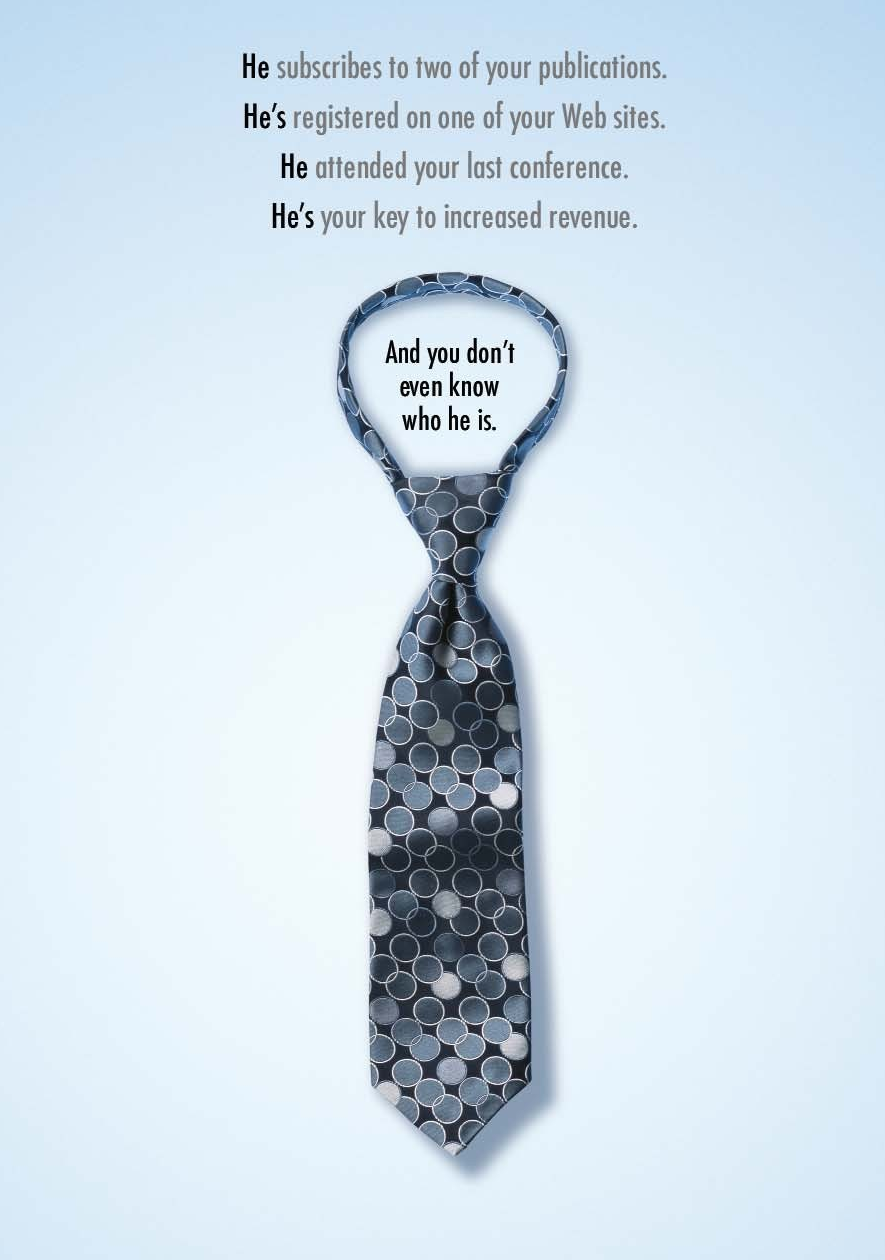 He subscribes to two of your publications.
He's registered on one of your Web sites.
He attended your last conference.
He's your key to increased revenue.
And you don't
even know
who he is.